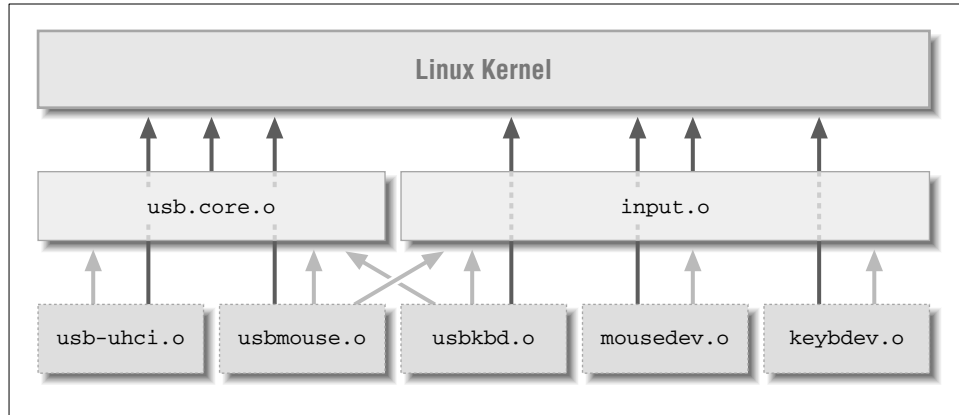 Linux Kernel
usb.core.o
input.o
usb-uhci.o
usbmouse.o
usbkbd.o
mousedev.o
keybdev.o